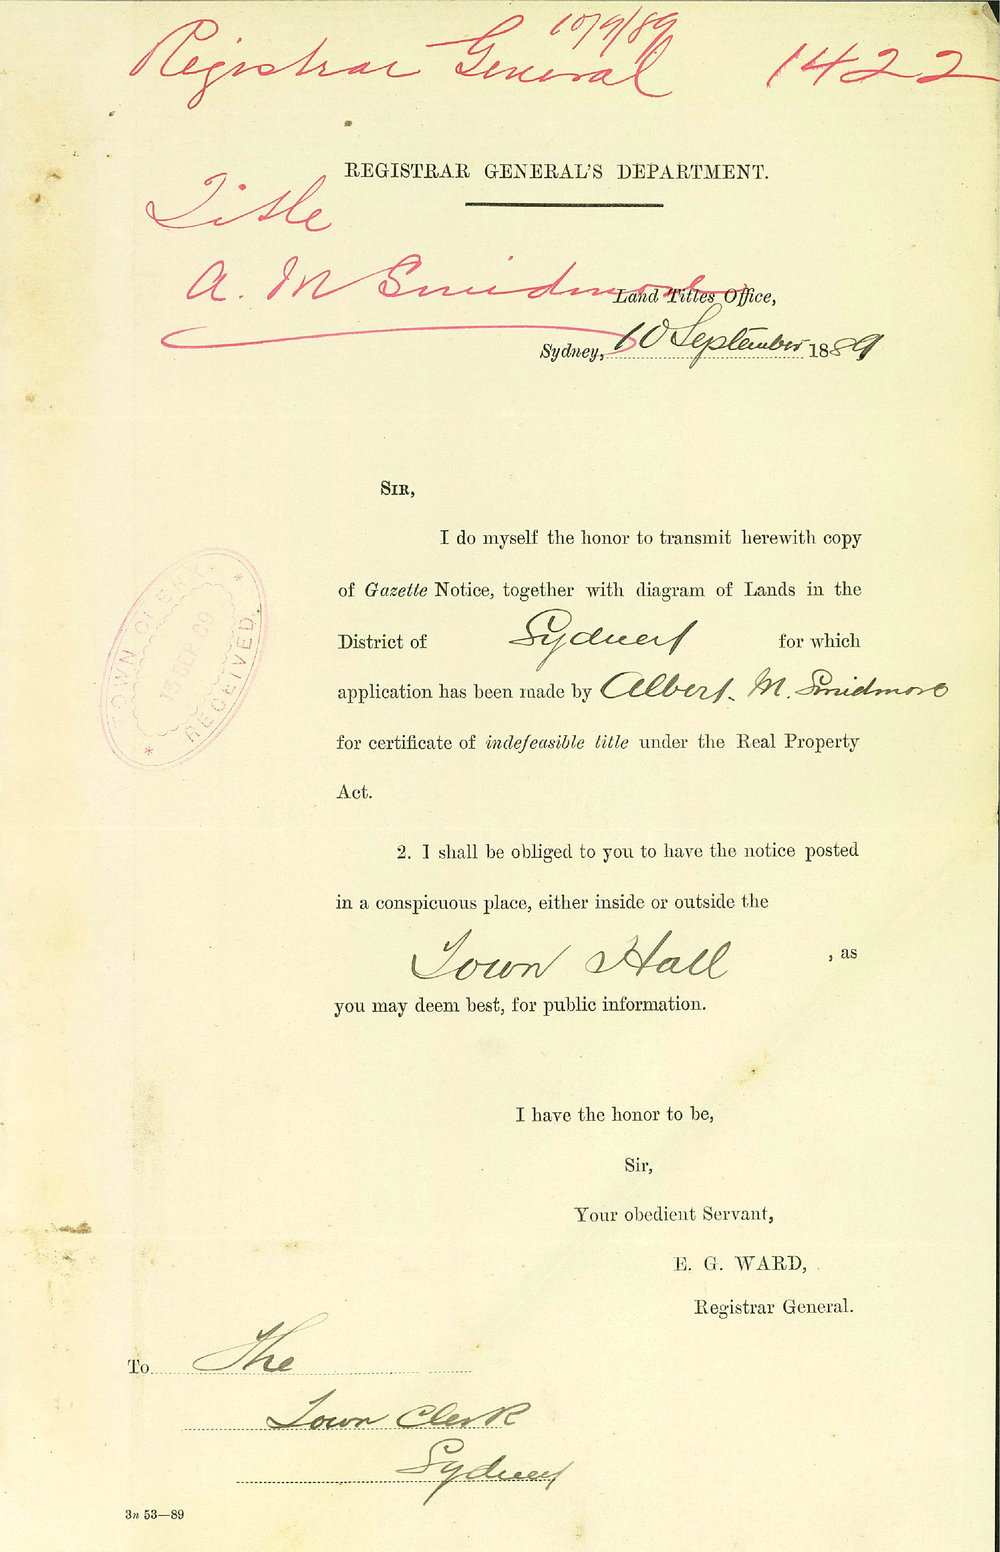 10/9/89
Registrar General 1422
REGISTRAR GENERAL'S DEPARTMENT.
Title
A. M Smidmore
Land Titles Office,
Sydney, 10 September 1889
SIR,
I do myself the honor to transmit herewith copy
of Gazette Notice, together with diagram of Lands in the
District of Sydney for which
application has been made by Albert. M. Smidmore
for certificate of indefeasible title under the Real Property
Act.
TOWN CLERK.
13 SEP. 89
RECEIVED.
2. I shall be obliged to you to have the notice posted
in a conspicuous place, either inside or outside the
Town Hall , as
you may deem best, for public information.
I have the honor to be,
Sir,
Your obedient Servant,
E. G. WARD,
Registrar General.
To The
Town Clerk
Sydney
3n 53—89